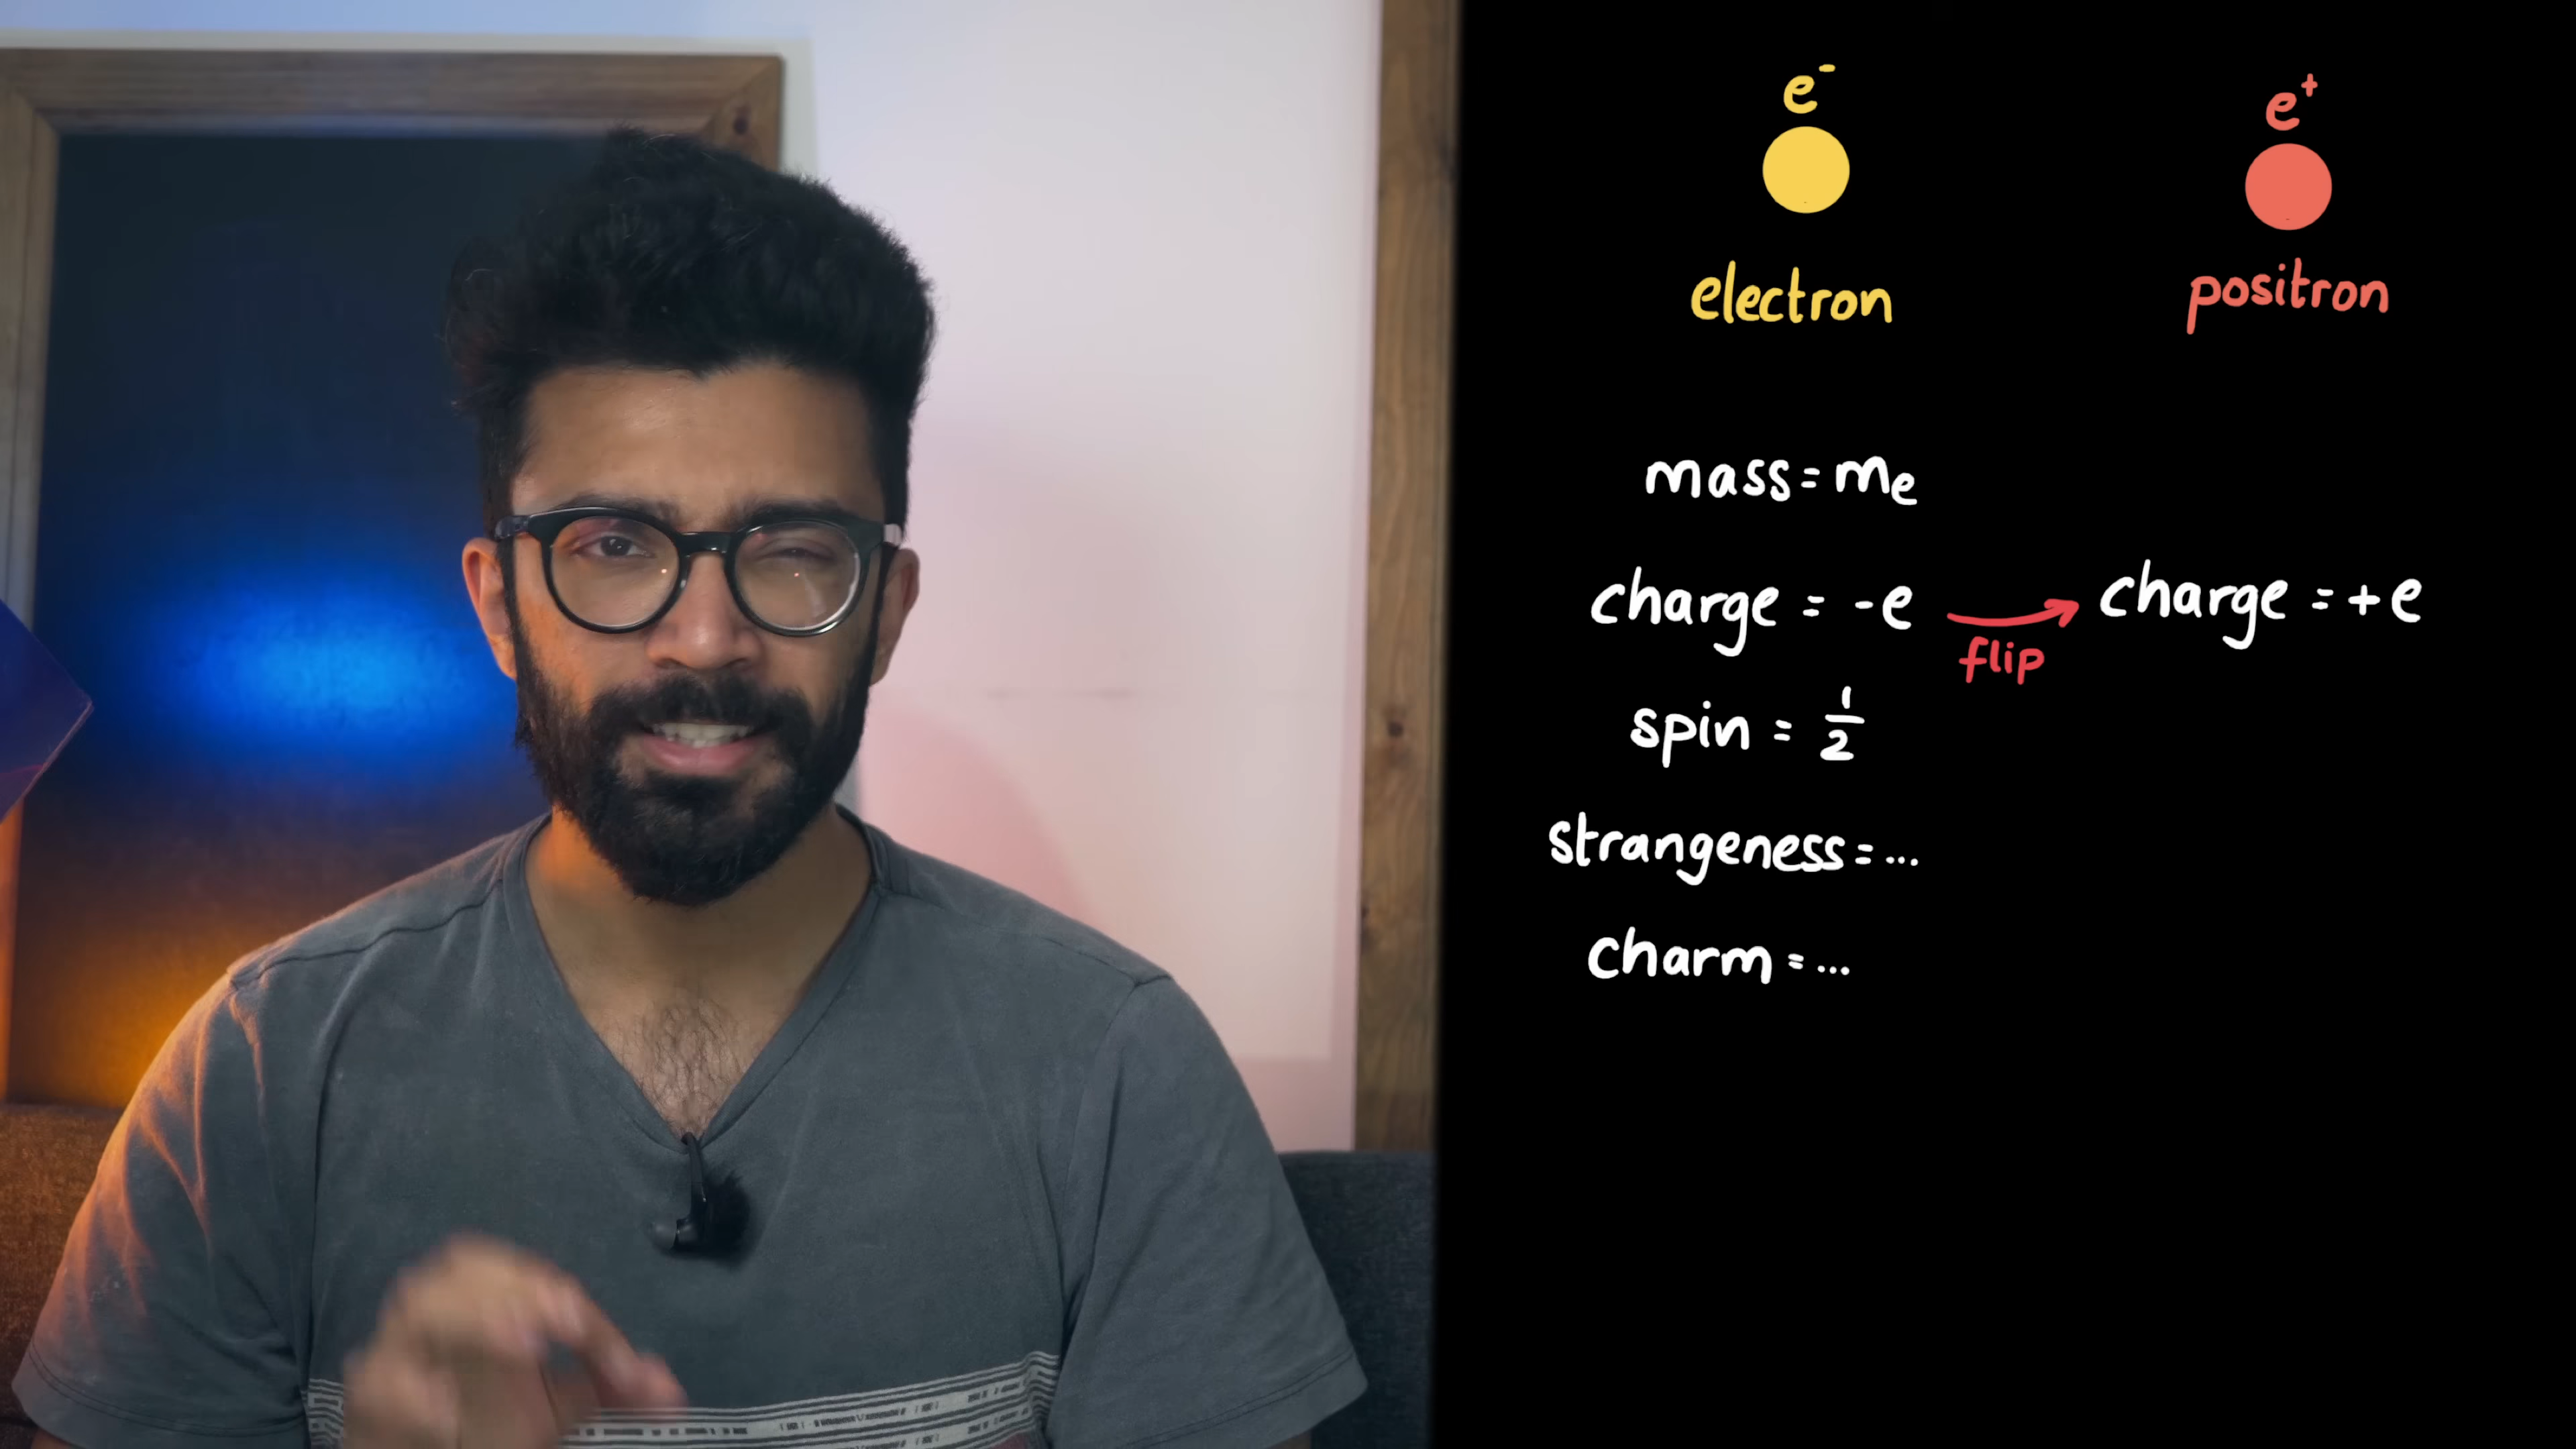 e⁻
electron
e⁺
positron
mass = mₑ
charge = -e
flip
charge = +e
spin = 1/2
strangeness = ...
charm = ...